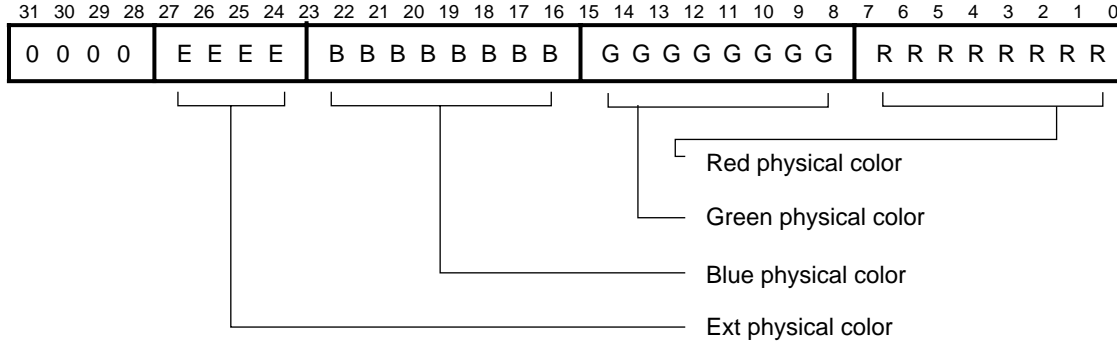 31 30 29 28 27 26 25 24 23 22 21 20 19 18 17 16 15 14 13 12 11 10 9 8 7 6 5 4 3 2 1 0
0 0 0 0 E E E E B B B B B B B B G G G G G G G G R R R R R R R R
Red physical color
Green physical color
Blue physical color
Ext physical color